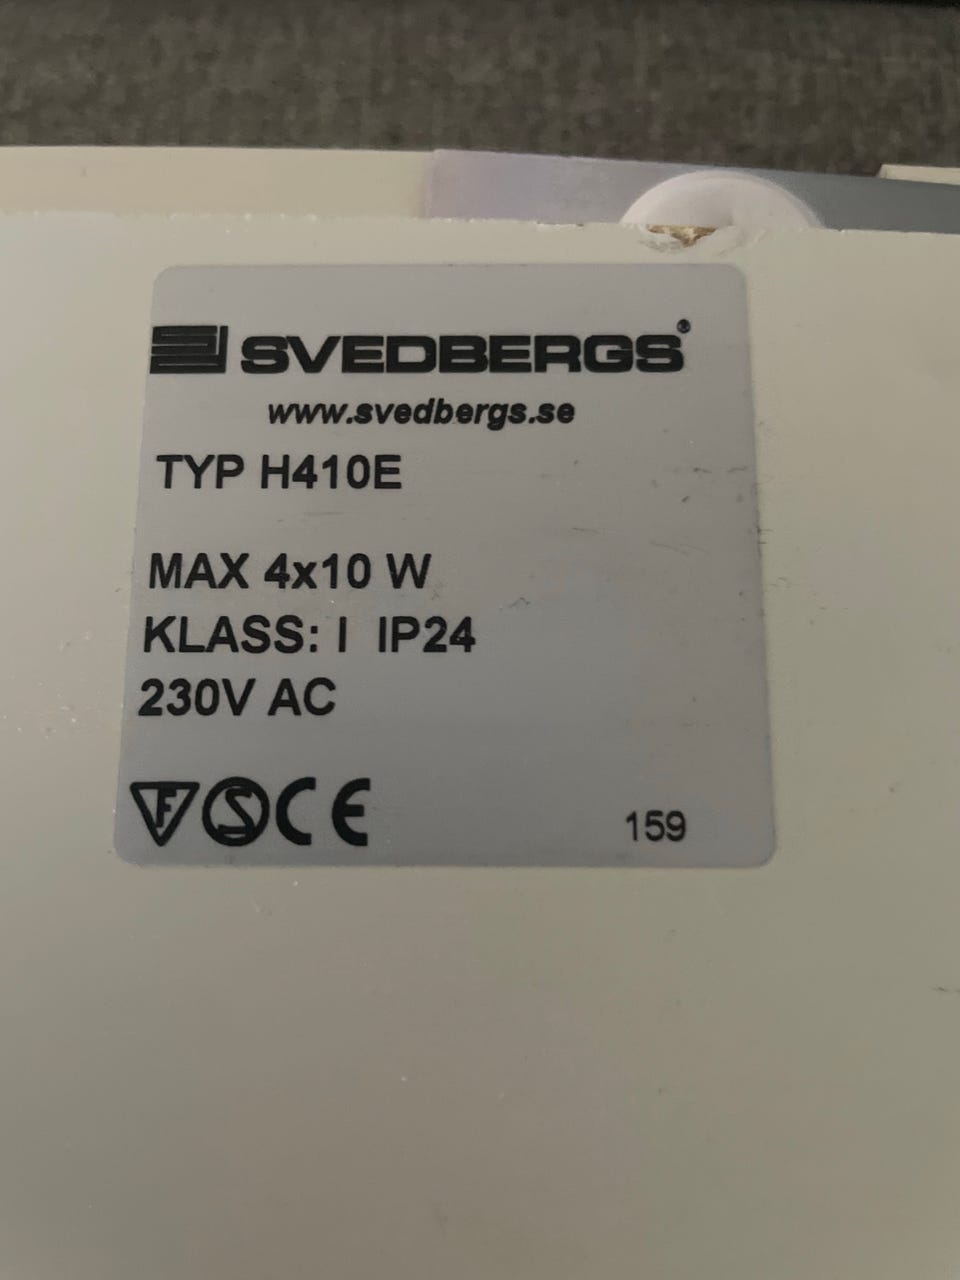 SVEDBERGS®
www.svedbergs.se
TYP H410E
MAX 4x10 W
KLASS: I IP24
230V AC
F S CE
159